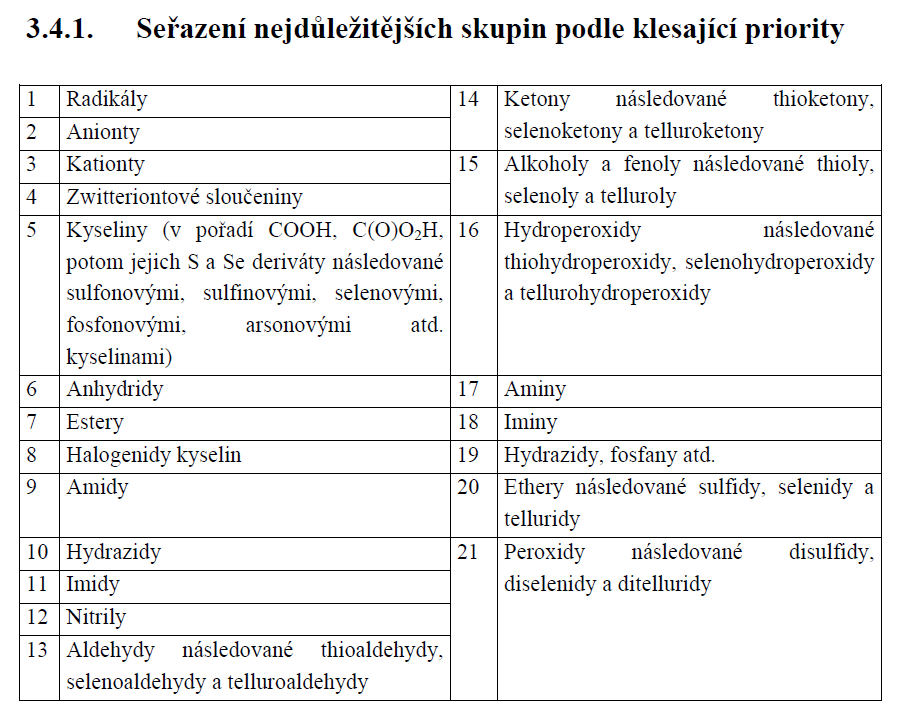 3.4.1. Seřazení nejdůležitějších skupin podle klesající priority
1 Radikály
2 Anionty
3 Kationty
4 Zwitteriontové sloučeniny
5 Kyseliny (v pořadí COOH, C(O)O₂H,
potom jejich S a Se deriváty následované
sulfonovými, sulfinovými, selenovými,
fosfonovými, arsonovými atd.
kyselinami)
6 Anhydridy
7 Estery
8 Halogenidy kyselin
9 Amidy
10 Hydrazidy
11 Imidy
12 Nitrily
13 Aldehydy následované thioaldehydy,
selenoaldehydy a telluroaldehydy
14 Ketony následované thioketony,
selenoketony a telluroketony
15 Alkoholy a fenoly následované thioly,
selenoly a telluroly
16 Hydroperoxidy následované
thiohydroperoxidy, selenohydroperoxidy
a tellurohydroperoxidy
17 Aminy
18 Iminy
19 Hydrazidy, fosfany atd.
20 Ethery následované sulfidy, selenidy a
telluridy
21 Peroxidy následované disulfidy,
diselenidy a ditelluridy